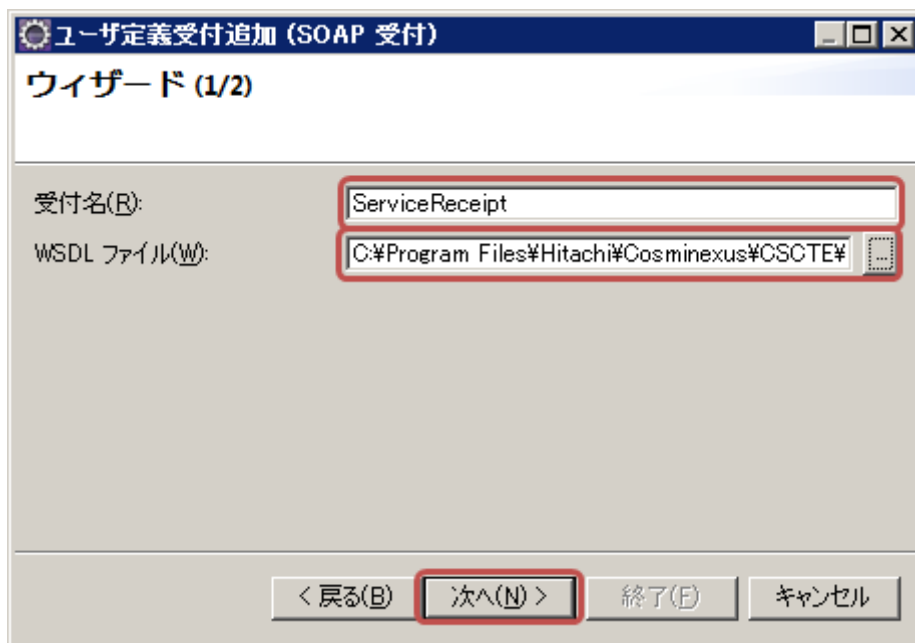 ユーザ定義受付追加 (SOAP 受付)
ウィザード (1/2)
受付名(R):
ServiceReceipt
WSDL ファイル(W):
C:¥Program Files¥Hitachi¥Cosminexus¥CSCTE¥
...
< 戻る(B)
次へ(N) >
終了(F)
キャンセル